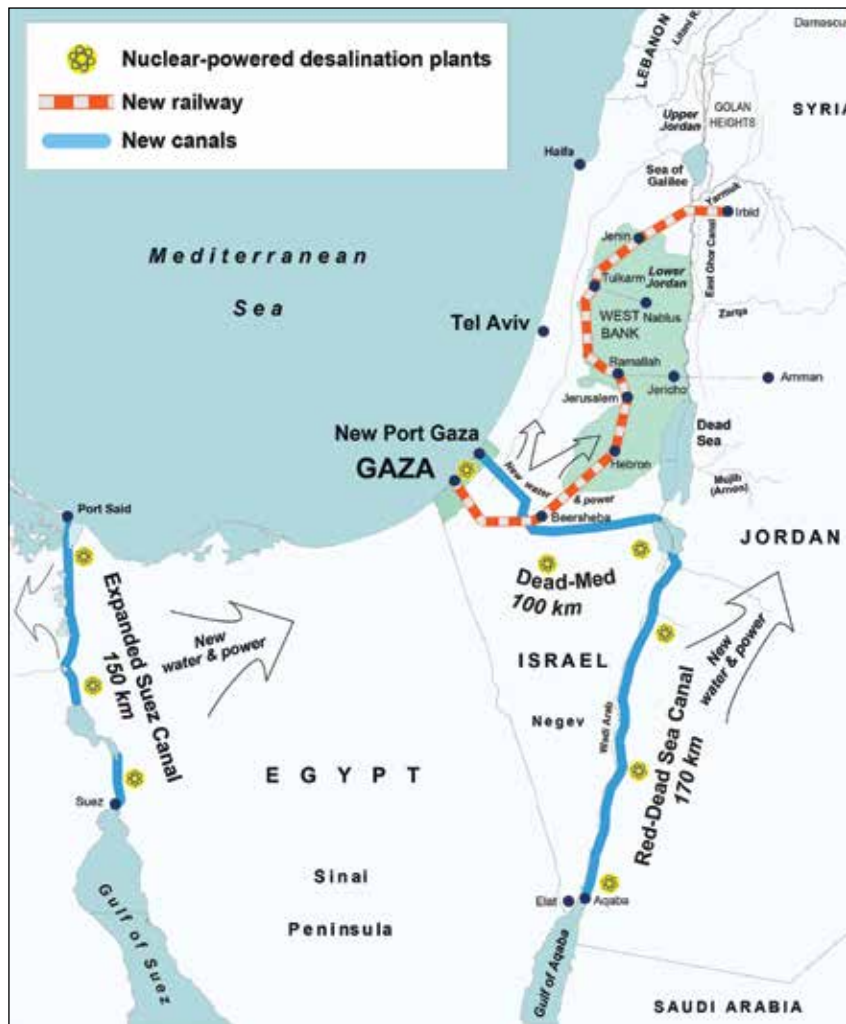 Nuclear-powered desalination plants
New railway
New canals
LEBANON
Litani R.
Damascus
SYRIA
GOLAN
HEIGHTS
Upper
Jordan
Haifa
Sea of
Galilee
Yarmuk
Irbid
Mediterranean
Sea
Jenin
East Ghor Canal
Tulkarm
Lower
Jordan
WEST
BANK
Nablus
Zarqa
Tel Aviv
Ramallah
Jericho
Amman
Jerusalem
Dead
Sea
New Port Gaza
GAZA
Hebron
New water
& power
Mujib
(Arnon)
Port Said
Beersheba
JORDAN
Dead-Med
100 km
Expanded Suez Canal
150 km
New
water & power
New
water & power
ISRAEL
Negev
Wadi Arab
Red-Dead Sea Canal
170 km
EGYPT
Suez
Sinai
Peninsula
Elat
Aqaba
Gulf of Suez
Gulf of Aqaba
SAUDI ARABIA